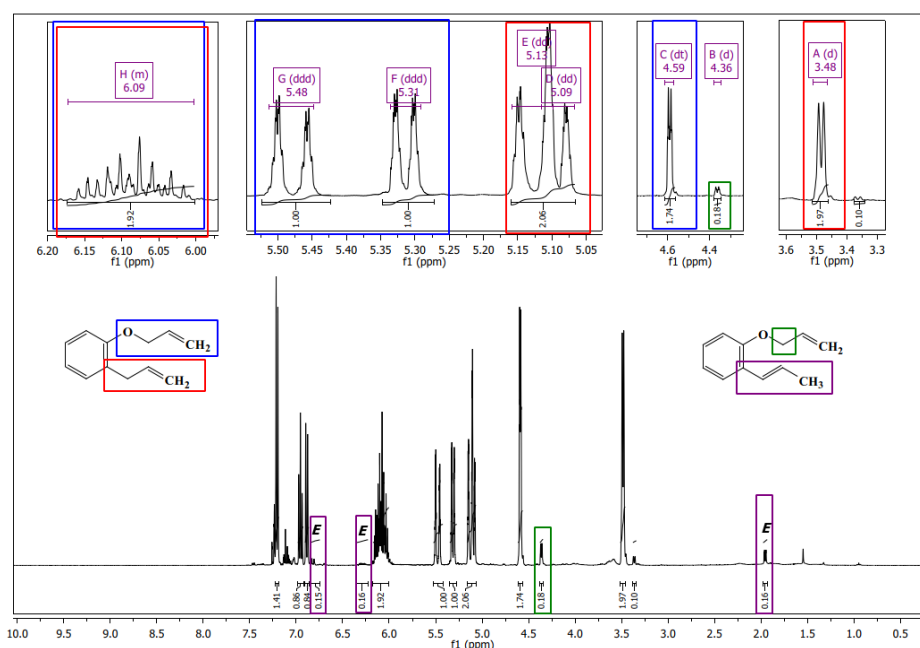 H (m)
6.09
G (ddd)
5.48
F (ddd)
5.31
E (dd)
5.13
D (dd)
5.09
C (dt)
4.59
B (d)
4.36
A (d)
3.48
1.92
1.00
1.00
2.06
1.74
0.18
1.97
0.10
6.20 6.15 6.10 6.05 6.00
f1 (ppm)
5.50 5.45 5.40 5.35 5.30 5.25 5.20 5.15 5.10 5.05
f1 (ppm)
4.6 4.5 4.4
f1 (ppm)
3.6 3.5 3.4 3.3
f1 (ppm)
O
CH2
CH2
O
CH2
CH3
E
E
E
1.41
0.86
0.84
0.15
0.16
1.92
1.00
1.00
2.06
1.74
0.18
1.97
0.10
0.16
10.0 9.5 9.0 8.5 8.0 7.5 7.0 6.5 6.0 5.5 5.0 4.5 4.0 3.5 3.0 2.5 2.0 1.5 1.0 0.5
f1 (ppm)